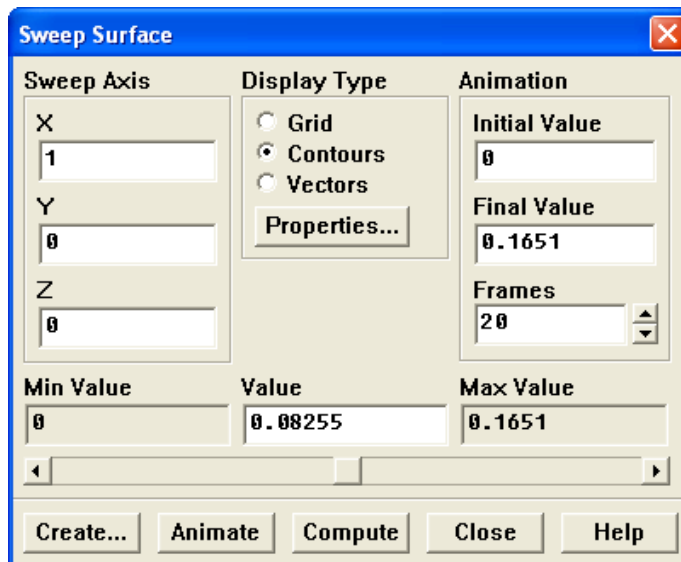 Sweep Surface
Sweep Axis
X
1
Y
0
Z
0
Display Type
Grid
Contours
Vectors
Properties...
Animation
Initial Value
0
Final Value
0.1651
Frames
20
Min Value
0
Value
0.08255
Max Value
0.1651
Create...
Animate
Compute
Close
Help